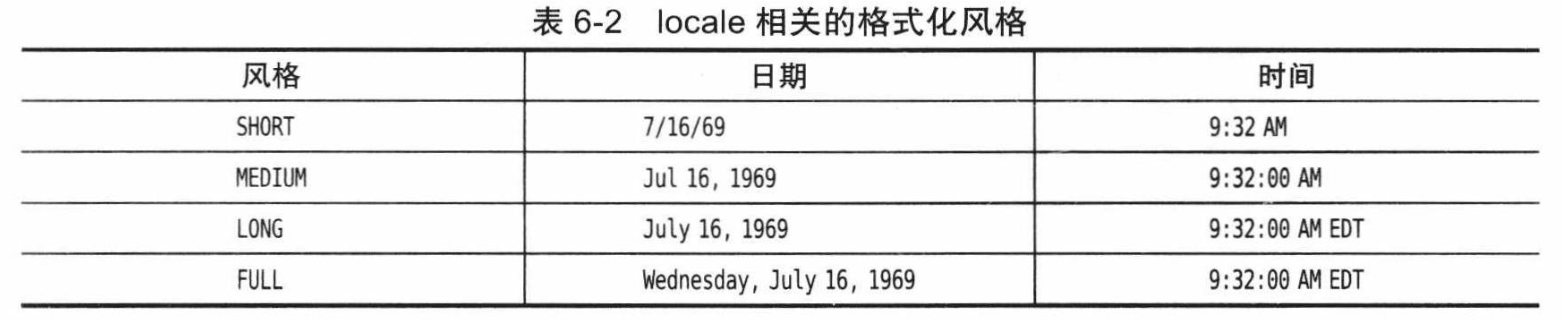 表 6-2 locale 相关的格式化风格
风格 日期 时间
SHORT 7/16/69 9:32 AM
MEDIUM Jul 16, 1969 9:32:00 AM
LONG July 16, 1969 9:32:00 AM EDT
FULL Wednesday, July 16, 1969 9:32:00 AM EDT